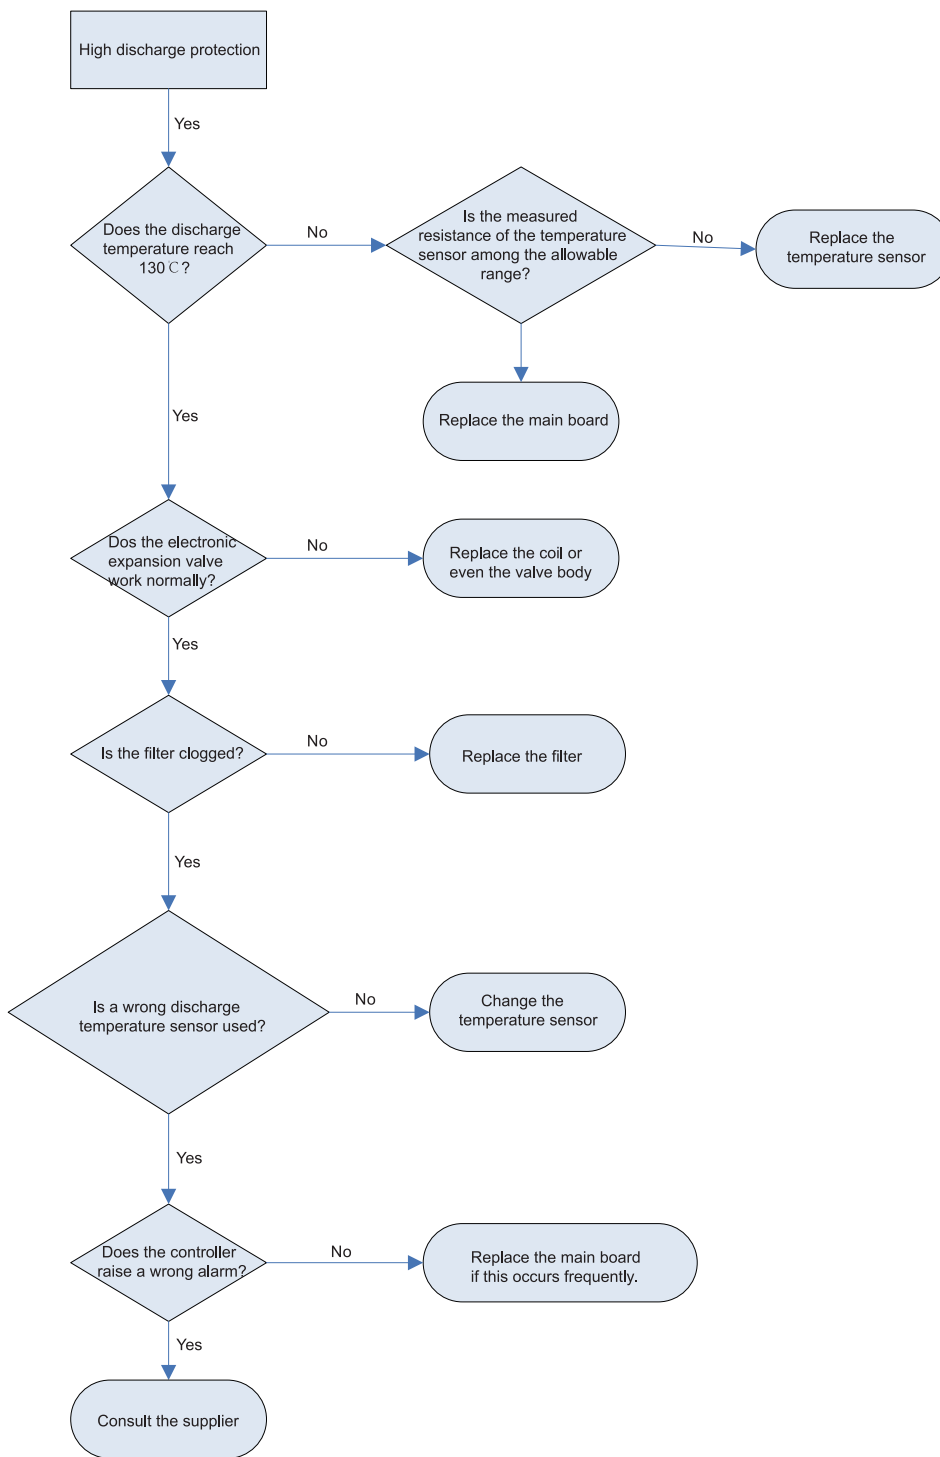 High discharge protection
Yes
Does the discharge
temperature reach
130℃?
No
Is the measured
resistance of the temperature
sensor among the allowable
range?
No
Replace the
temperature sensor
Replace the main board
Yes
Dos the electronic
expansion valve
work normally?
No
Replace the coil or
even the valve body
Yes
Is the filter clogged?
No
Replace the filter
Yes
Is a wrong discharge
temperature sensor used?
No
Change the
temperature sensor
Yes
Does the controller
raise a wrong alarm?
No
Replace the main board
if this occurs frequently.
Yes
Consult the supplier